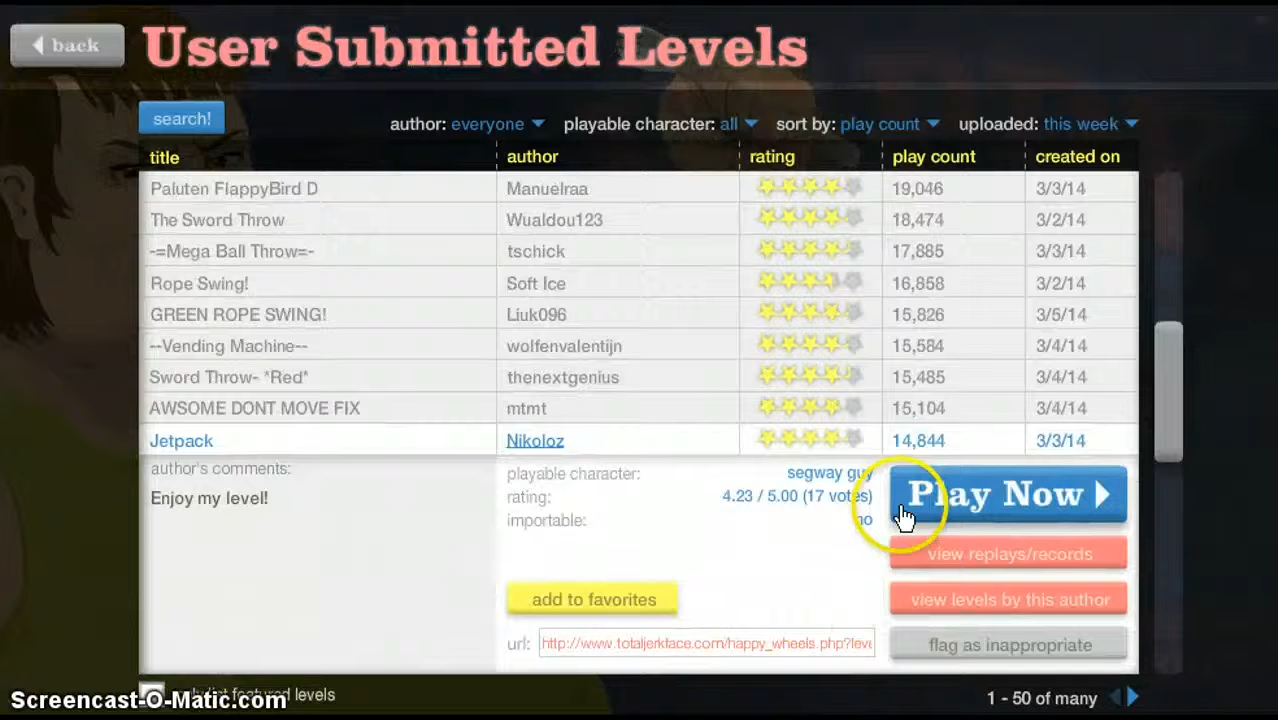 back
User Submitted Levels
search!
author: everyone playable character: all sort by: play count uploaded: this week
title author rating play count created on
Paluten FlappyBird D Manuelraa 19,046 3/3/14
The Sword Throw Wualdou123 18,474 3/2/14
-=Mega Ball Throw=- tschick 17,885 3/3/14
Rope Swing! Soft Ice 16,858 3/2/14
GREEN ROPE SWING! Liuk096 15,826 3/5/14
--Vending Machine-- wolfenvalentijn 15,584 3/4/14
Sword Throw- *Red* thenextgenius 15,485 3/4/14
AWSOME DONT MOVE FIX mtmt 15,104 3/4/14
Jetpack Nikoloz 14,844 3/3/14
author's comments: playable character: segway guy
Enjoy my level! rating: 4.23 / 5.00 (17 votes) Play Now
importable: no
view replays/records
add to favorites view levels by this author
url: http://www.totaljerkface.com/happy_wheels.php?leve flag as inappropriate
list featured levels 1 - 50 of many
Screencast-O-Matic.com